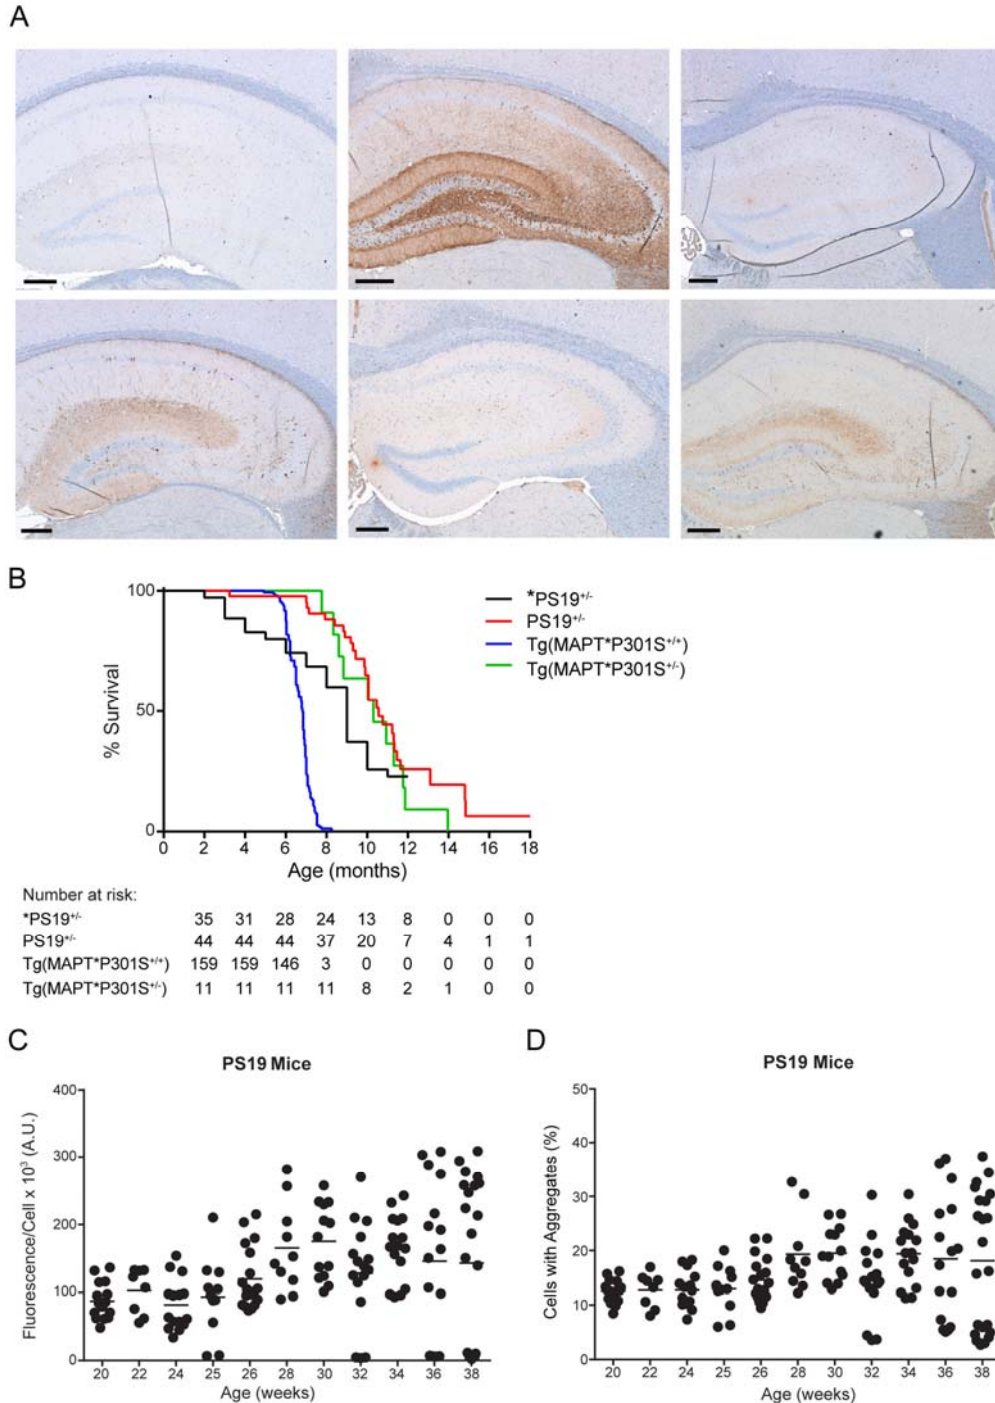 A
B
100
50
0
% Survival
0 2 4 6 8 10 12 14 16 18
Age (months)
*PS19+/-
PS19+/-
Tg(MAPT*P301S+/+)
Tg(MAPT*P301S+/-)
Number at risk:
*PS19+/- 35 31 28 24 13 8 0 0 0
PS19+/- 44 44 44 37 20 7 4 1 1
Tg(MAPT*P301S+/+) 159 159 146 3 0 0 0 0 0
Tg(MAPT*P301S+/-) 11 11 11 11 8 2 1 0 0
C
PS19 Mice
400
300
200
100
0
Fluorescence/Cell x 10³ (A.U.)
20 22 24 25 26 28 30 32 34 36 38
Age (weeks)
D
PS19 Mice
50
40
30
20
10
0
Cells with Aggregates (%)
20 22 24 25 26 28 30 32 34 36 38
Age (weeks)